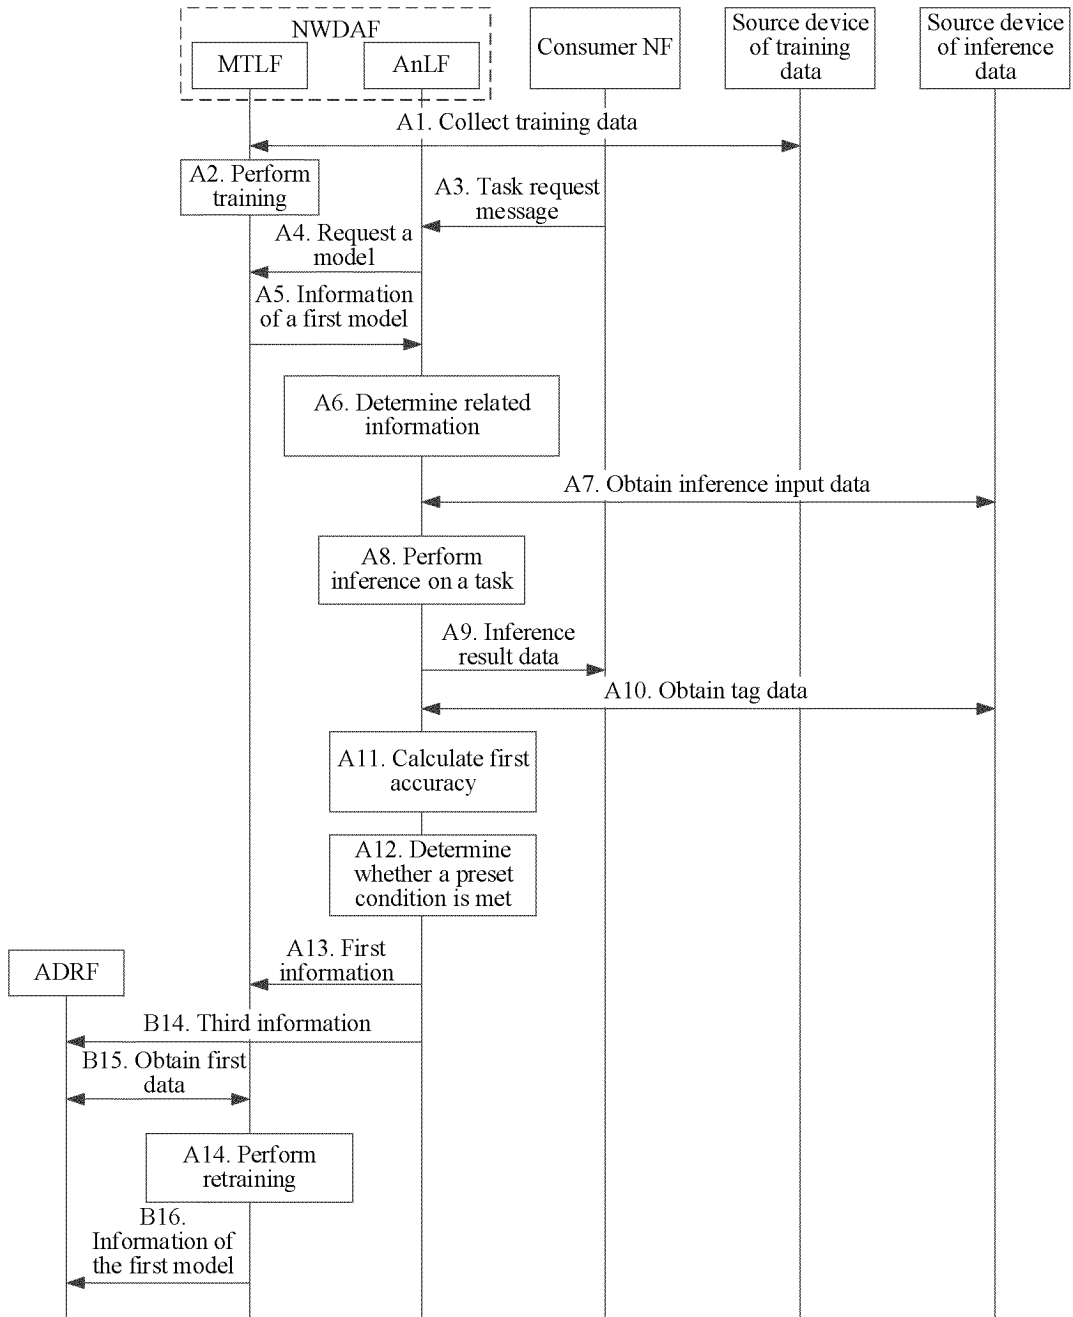 NWDAF
MTLF
AnLF
Consumer NF
Source device
of training
data
Source device
of inference
data
A1. Collect training data
A2. Perform
training
A3. Task request
message
A4. Request a
model
A5. Information
of a first model
A6. Determine related
information
A7. Obtain inference input data
A8. Perform
inference on a task
A9. Inference
result data
A10. Obtain tag data
A11. Calculate first
accuracy
A12. Determine
whether a preset
condition is met
ADRF
A13. First
information
B14. Third information
B15. Obtain first
data
A14. Perform
retraining
B16.
Information of
the first model